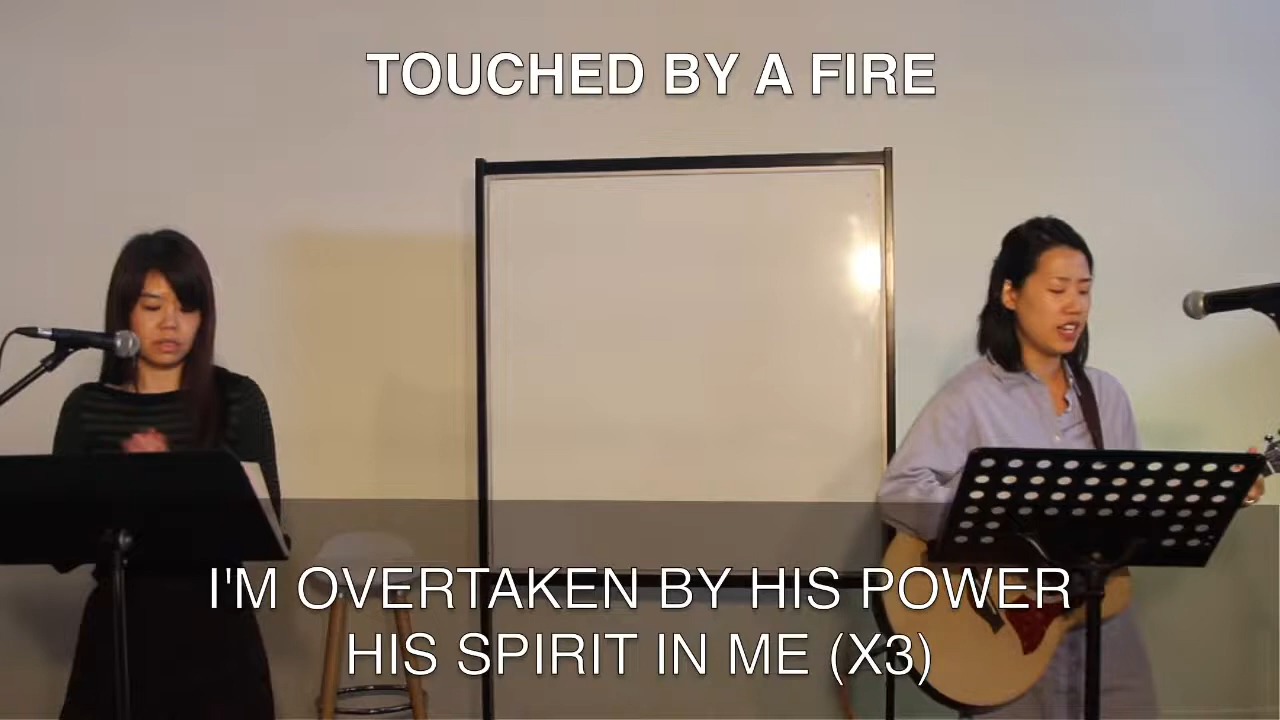 TOUCHED BY A FIRE
I'M OVERTAKEN BY HIS POWER
HIS SPIRIT IN ME (X3)